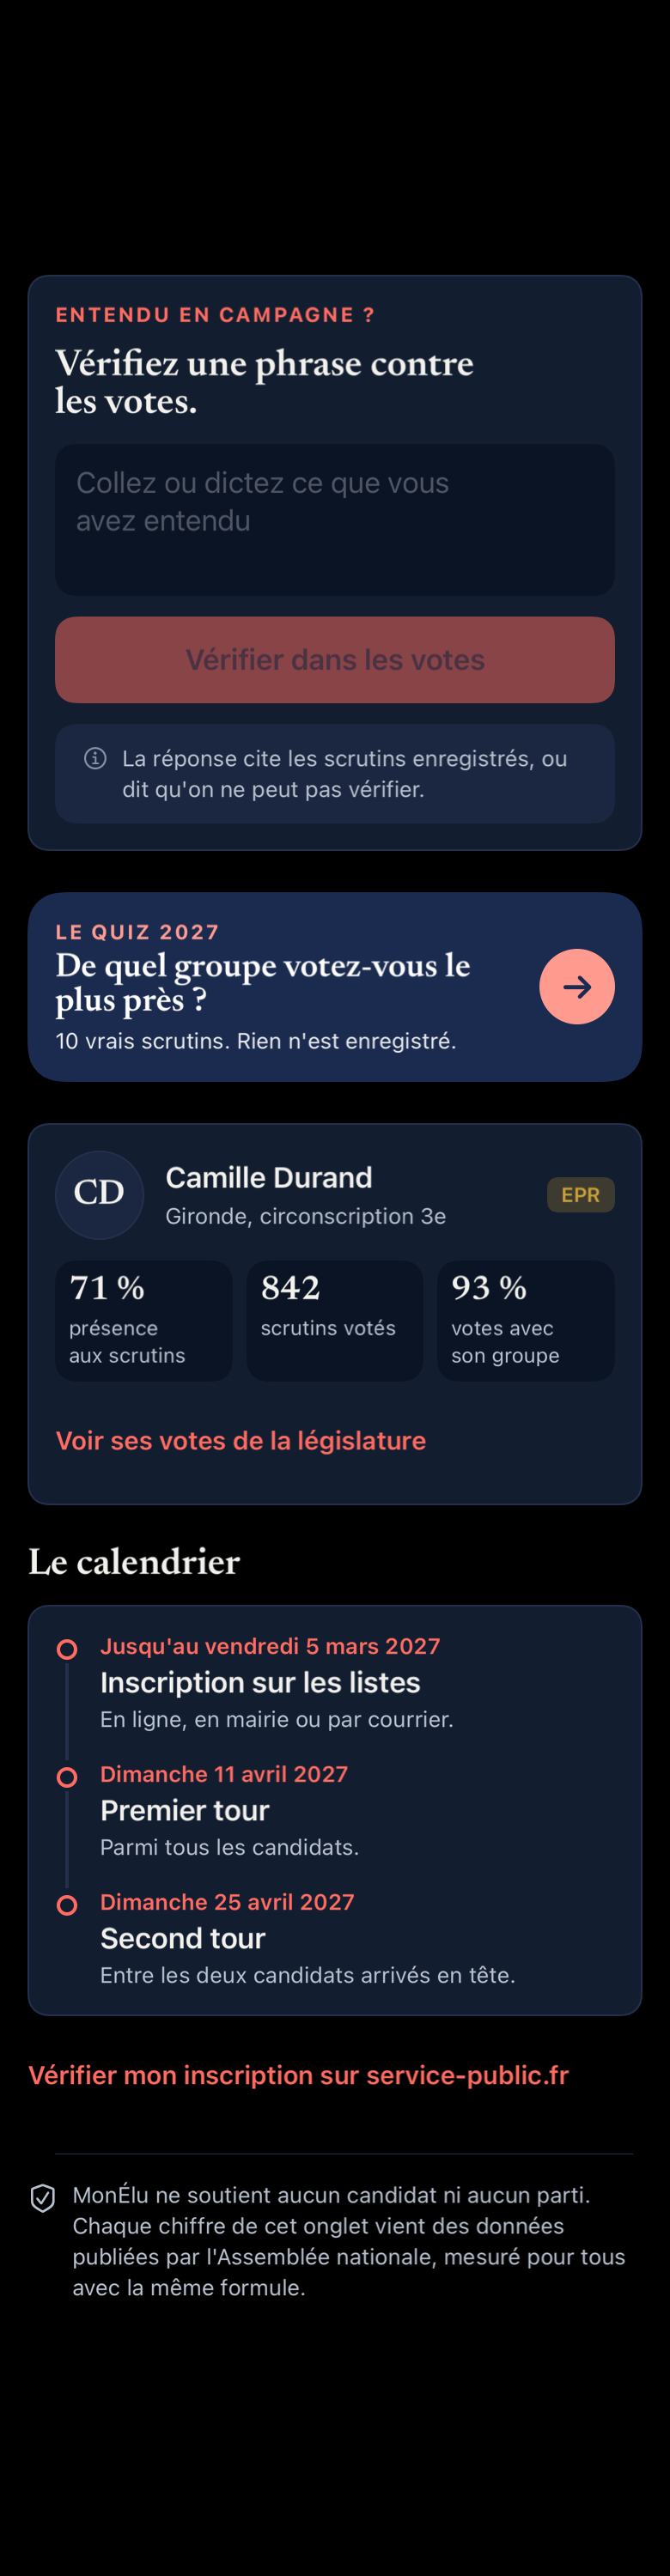 ENTENDU EN CAMPAGNE ?
Vérifiez une phrase contre
les votes.
Collez ou dictez ce que vous
avez entendu
Vérifier dans les votes
La réponse cite les scrutins enregistrés, ou
dit qu'on ne peut pas vérifier.
LE QUIZ 2027
De quel groupe votez-vous le
plus près ?
10 vrais scrutins. Rien n'est enregistré.
CD
Camille Durand
Gironde, circonscription 3e
EPR
71 %
présence
aux scrutins
842
scrutins votés
93 %
votes avec
son groupe
Voir ses votes de la législature
Le calendrier
Jusqu'au vendredi 5 mars 2027
Inscription sur les listes
En ligne, en mairie ou par courrier.
Dimanche 11 avril 2027
Premier tour
Parmi tous les candidats.
Dimanche 25 avril 2027
Second tour
Entre les deux candidats arrivés en tête.
Vérifier mon inscription sur service-public.fr
MonÉlu ne soutient aucun candidat ni aucun parti.
Chaque chiffre de cet onglet vient des données
publiées par l'Assemblée nationale, mesuré pour tous
avec la même formule.